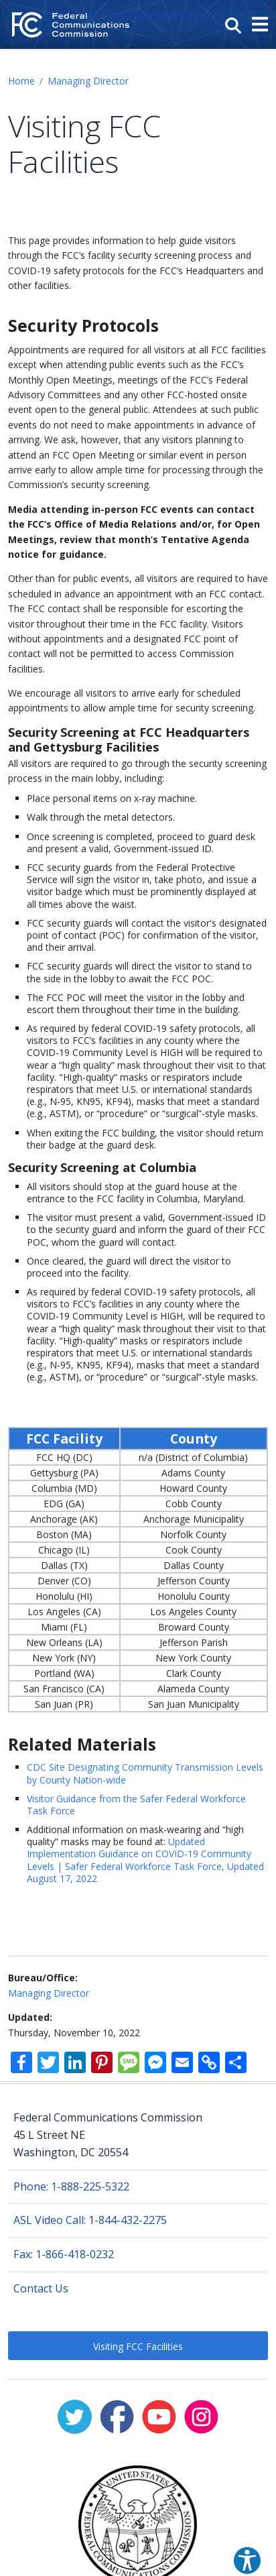 Federal
Communications
Commission
FCC
Home / Managing Director
Visiting FCC
Facilities
This page provides information to help guide visitors
through the FCC's facility security screening process and
COVID-19 safety protocols for the FCC's Headquarters and
other facilities.
Security Protocols
Appointments are required for all visitors at all FCC facilities
except when attending public events such as the FCC's
Monthly Open Meetings, meetings of the FCC's Federal
Advisory Committees and any other FCC-hosted onsite
event open to the general public. Attendees at such public
events do not need to make appointments in advance of
arriving. We ask, however, that any visitors planning to
attend an FCC Open Meeting or similar event in person
arrive early to allow ample time for processing through the
Commission's security screening.
Media attending in-person FCC events can contact
the FCC's Office of Media Relations and/or, for Open
Meetings, review that month's Tentative Agenda
notice for guidance.
Other than for public events, all visitors are required to have
scheduled in advance an appointment with an FCC contact.
The FCC contact shall be responsible for escorting the
visitor throughout their time in the FCC facility. Visitors
without appointments and a designated FCC point of
contact will not be permitted to access Commission
facilities.
We encourage all visitors to arrive early for scheduled
appointments to allow ample time for security screening.
Security Screening at FCC Headquarters
and Gettysburg Facilities
All visitors are required to go through the security screening
process in the main lobby, including:
Place personal items on x-ray machine.
Walk through the metal detectors.
Once screening is completed, proceed to guard desk
and present a valid, Government-issued ID.
FCC security guards from the Federal Protective
Service will sign the visitor in, take photo, and issue a
visitor badge which must be prominently displayed at
all times above the waist.
FCC security guards will contact the visitor's designated
point of contact (POC) for confirmation of the visitor,
and their arrival.
FCC security guards will direct the visitor to stand to
the side in the lobby to await the FCC POC.
The FCC POC will meet the visitor in the lobby and
escort them throughout their time in the building.
As required by federal COVID-19 safety protocols, all
visitors to FCC's facilities in any county where the
COVID-19 Community Level is HIGH will be required to
wear a “high quality” mask throughout their visit to that
facility. “High-quality” masks or respirators include
respirators that meet U.S. or international standards
(e.g., N-95, KN95, KF94), masks that meet a standard
(e.g., ASTM), or “procedure” or “surgical”-style masks.
When exiting the FCC building, the visitor should return
their badge at the guard desk.
Security Screening at Columbia
All visitors should stop at the guard house at the
entrance to the FCC facility in Columbia, Maryland.
The visitor must present a valid, Government-issued ID
to the security guard and inform the guard of their FCC
POC, whom the guard will contact.
Once cleared, the guard will direct the visitor to
proceed into the facility.
As required by federal COVID-19 safety protocols, all
visitors to FCC's facilities in any county where the
COVID-19 Community Level is HIGH, will be required to
wear a “high quality” mask throughout their visit to that
facility. “High-quality” masks or respirators include
respirators that meet U.S. or international standards
(e.g., N-95, KN95, KF94), masks that meet a standard
(e.g., ASTM), or “procedure” or “surgical”-style masks.
FCC Facility County
FCC HQ (DC) n/a (District of Columbia)
Gettysburg (PA) Adams County
Columbia (MD) Howard County
EDG (GA) Cobb County
Anchorage (AK) Anchorage Municipality
Boston (MA) Norfolk County
Chicago (IL) Cook County
Dallas (TX) Dallas County
Denver (CO) Jefferson County
Honolulu (HI) Honolulu County
Los Angeles (CA) Los Angeles County
Miami (FL) Broward County
New Orleans (LA) Jefferson Parish
New York (NY) New York County
Portland (WA) Clark County
San Francisco (CA) Alameda County
San Juan (PR) San Juan Municipality
Related Materials
CDC Site Designating Community Transmission Levels
by County Nation-wide
Visitor Guidance from the Safer Federal Workforce
Task Force
Additional information on mask-wearing and “high
quality” masks may be found at: Updated
Implementation Guidance on COVID-19 Community
Levels | Safer Federal Workforce Task Force, Updated
August 17, 2022
Bureau/Office:
Managing Director
Updated:
Thursday, November 10, 2022
SMS
Federal Communications Commission
45 L Street NE
Washington, DC 20554
Phone: 1-888-225-5322
ASL Video Call: 1-844-432-2275
Fax: 1-866-418-0232
Contact Us
Visiting FCC Facilities
UNITED STATES
FEDERAL COMMUNICATIONS COMMISSION